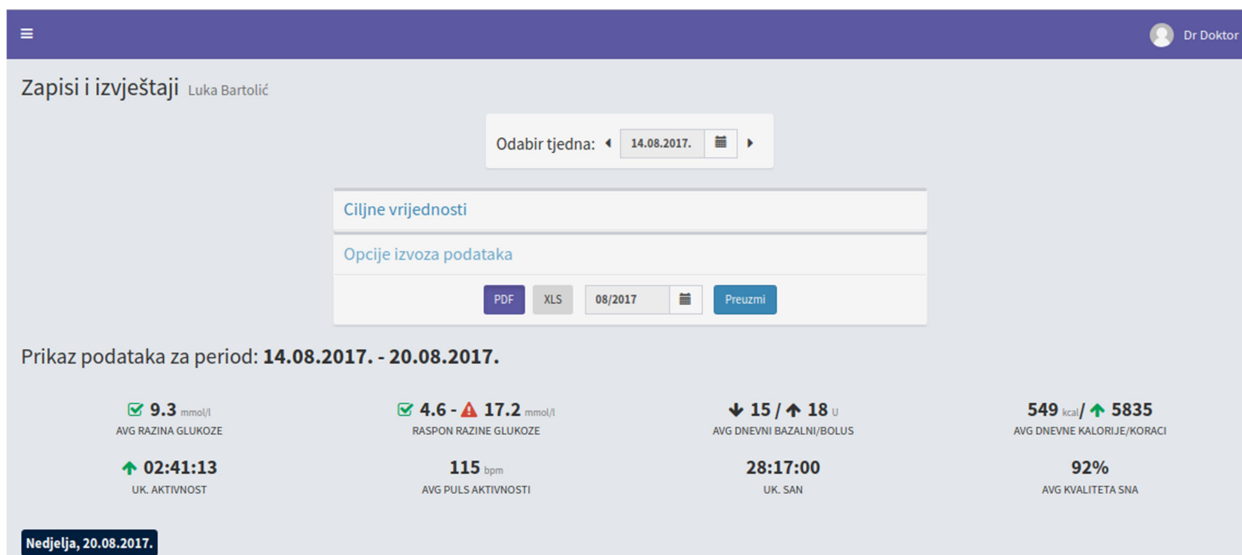 Dr Doktor
Zapisi i izvještaji Luka Bartolić
Odabir tjedna: 14.08.2017.
Ciljne vrijednosti
Opcije izvoza podataka
PDF XLS 08/2017 Preuzmi
Prikaz podataka za period: 14.08.2017. - 20.08.2017.
9.3 mmol/l 4.6 - 17.2 mmol/l 15 / 18 U 549 kcal/ 5835
AVG RAZINA GLUKOZE RASPON RAZINE GLUKOZE AVG DNEVNI BAZALNI/BOLUS AVG DNEVNE KALORIJE/KORACI
02:41:13 115 bpm 28:17:00 92%
UK. AKTIVNOST AVG PULS AKTIVNOSTI UK. SAN AVG KVALITETA SNA
Nedjelja, 20.08.2017.